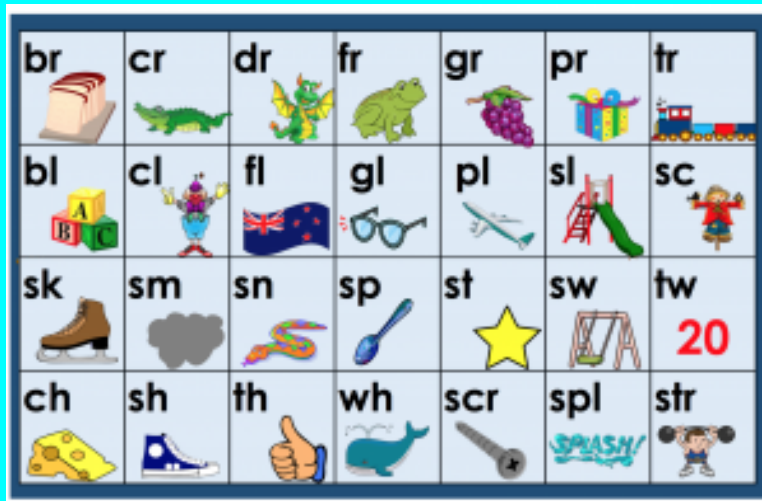 br cr dr fr gr pr tr
bl cl fl gl pl sl sc
A
B C
sk sm sn sp st sw tw
20
ch sh th wh scr spl str
SPLASH!